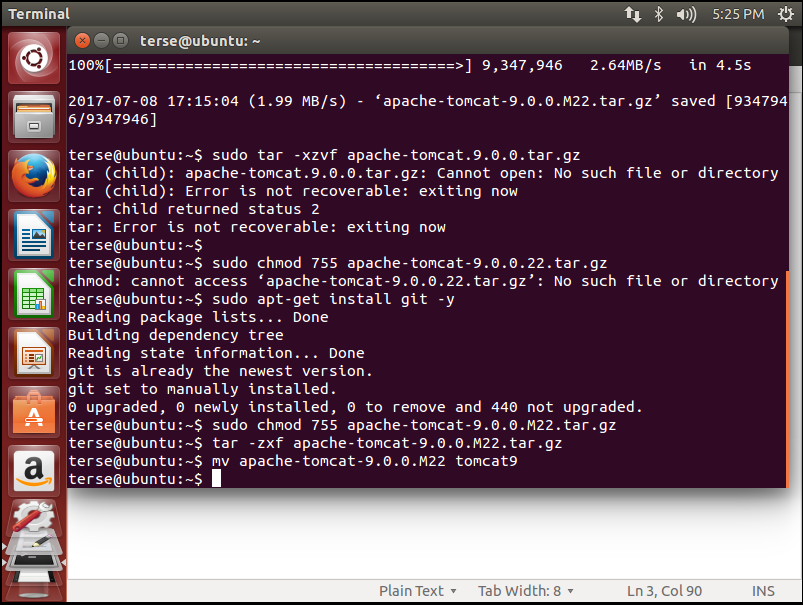 Terminal
5:25 PM
terse@ubuntu: ~
100%[======================================>] 9,347,946   2.64MB/s   in 4.5s
2017-07-08 17:15:04 (1.99 MB/s) - ‘apache-tomcat-9.0.0.M22.tar.gz’ saved [934794
6/9347946]
terse@ubuntu:~$ sudo tar -xzvf apache-tomcat.9.0.0.tar.gz
tar (child): apache-tomcat.9.0.0.tar.gz: Cannot open: No such file or directory
tar (child): Error is not recoverable: exiting now
tar: Child returned status 2
tar: Error is not recoverable: exiting now
terse@ubuntu:~$
terse@ubuntu:~$ sudo chmod 755 apache-tomcat-9.0.0.22.tar.gz
chmod: cannot access ‘apache-tomcat-9.0.0.22.tar.gz’: No such file or directory
terse@ubuntu:~$ sudo apt-get install git -y
Reading package lists... Done
Building dependency tree
Reading state information... Done
git is already the newest version.
git set to manually installed.
0 upgraded, 0 newly installed, 0 to remove and 440 not upgraded.
terse@ubuntu:~$ sudo chmod 755 apache-tomcat-9.0.0.M22.tar.gz
terse@ubuntu:~$ tar -zxf apache-tomcat-9.0.0.M22.tar.gz
terse@ubuntu:~$ mv apache-tomcat-9.0.0.M22 tomcat9
terse@ubuntu:~$
Plain Text   Tab Width: 8   Ln 3, Col 90   INS